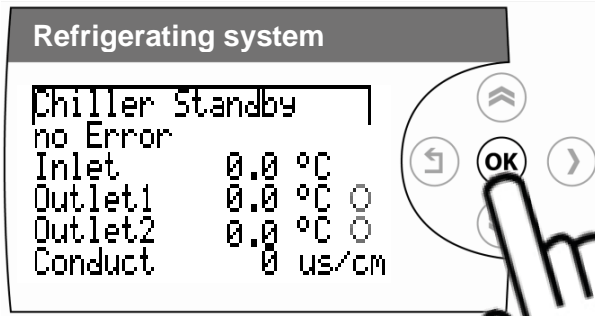 Refrigerating system
Chiller Standby
no Error
Inlet 0.0 °C
Outlet1 0.0 °C
Outlet2 0.0 °C
Conduct 0 us/cm
OK